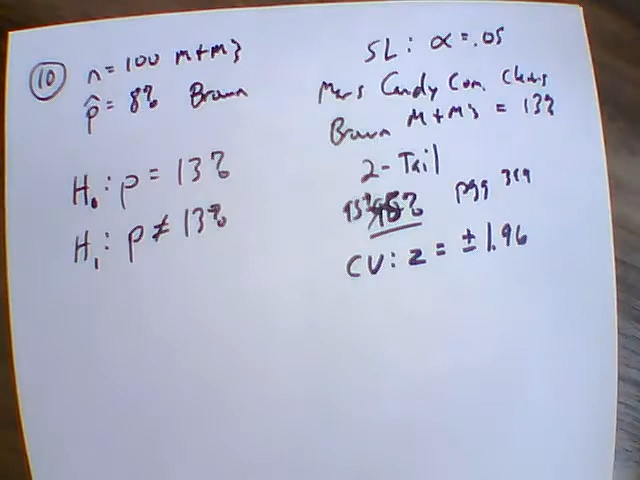 10 n = 100 M+M's
p̂ = 8% Brown
H₀: p = 13%
H₁: p ≠ 13%
SL: α = .05
Mars Candy Com. Claims
Brown M+M's = 13%
2-Tail
95% pg
CV: z = ± 1.96